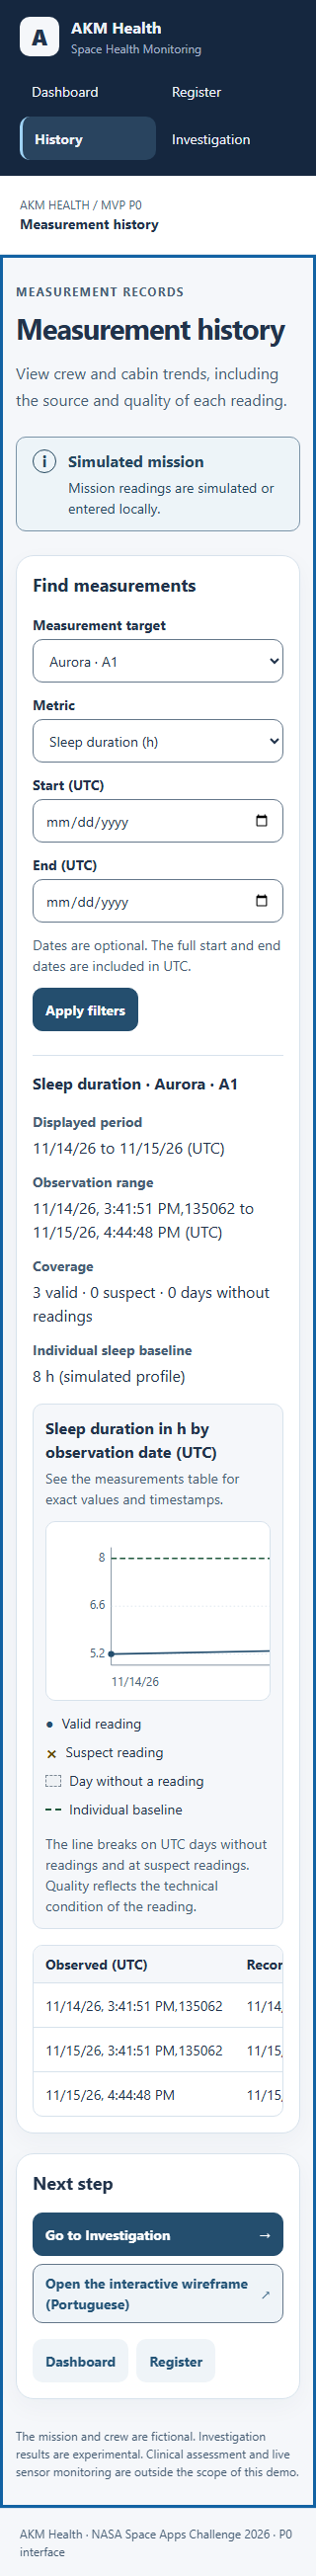 A
AKM Health
Space Health Monitoring
Dashboard
Register
History
Investigation
AKM HEALTH / MVP P0
Measurement history
MEASUREMENT RECORDS
Measurement history
View crew and cabin trends, including
the source and quality of each reading.
Simulated mission
Mission readings are simulated or
entered locally.
Find measurements
Measurement target
Aurora · A1
Metric
Sleep duration (h)
Start (UTC)
mm/dd/yyyy
End (UTC)
mm/dd/yyyy
Dates are optional. The full start and end
dates are included in UTC.
Apply filters
Sleep duration · Aurora · A1
Displayed period
11/14/26 to 11/15/26 (UTC)
Observation range
11/14/26, 3:41:51 PM,135062 to
11/15/26, 4:44:48 PM (UTC)
Coverage
3 valid · 0 suspect · 0 days without
readings
Individual sleep baseline
8 h (simulated profile)
Sleep duration in h by
observation date (UTC)
See the measurements table for
exact values and timestamps.
8
6.6
5.2
11/14/26
Valid reading
Suspect reading
Day without a reading
Individual baseline
The line breaks on UTC days without
readings and at suspect readings.
Quality reflects the technical
condition of the reading.
Observed (UTC) Recor
11/14/26, 3:41:51 PM,135062 11/14,
11/15/26, 3:41:51 PM,135062 11/15,
11/15/26, 4:44:48 PM 11/15,
Next step
Go to Investigation →
Open the interactive wireframe
(Portuguese) ↗
Dashboard
Register
The mission and crew are fictional. Investigation
results are experimental. Clinical assessment and live
sensor monitoring are outside the scope of this demo.
AKM Health · NASA Space Apps Challenge 2026 · P0
interface